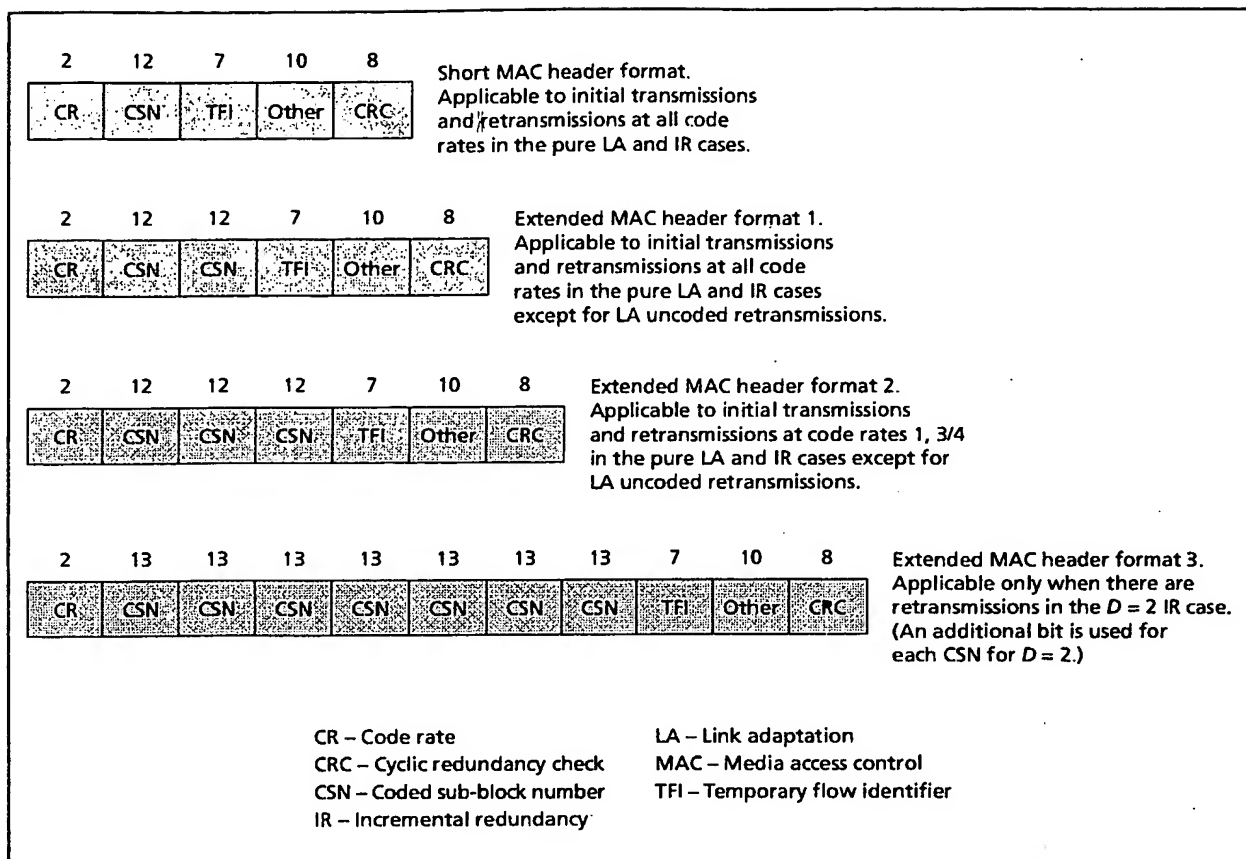 2 12 7 10 8
CR CSN TFI Other CRC
Short MAC header format.
Applicable to initial transmissions
and retransmissions at all code
rates in the pure LA and IR cases.
2 12 12 7 10 8
CR CSN CSN TFI Other CRC
Extended MAC header format 1.
Applicable to initial transmissions
and retransmissions at all code
rates in the pure LA and IR cases
except for LA uncoded retransmissions.
2 12 12 12 7 10 8
CR CSN CSN CSN TFI Other CRC
Extended MAC header format 2.
Applicable to initial transmissions
and retransmissions at code rates 1, 3/4
in the pure LA and IR cases except for
LA uncoded retransmissions.
2 13 13 13 13 13 13 13 7 10 8
CR CSN CSN CSN CSN CSN CSN CSN TFI Other CRC
Extended MAC header format 3.
Applicable only when there are
retransmissions in the D = 2 IR case.
(An additional bit is used for
each CSN for D = 2.)
CR – Code rate
CRC – Cyclic redundancy check
CSN – Coded sub-block number
IR – Incremental redundancy
LA – Link adaptation
MAC – Media access control
TFI – Temporary flow identifier